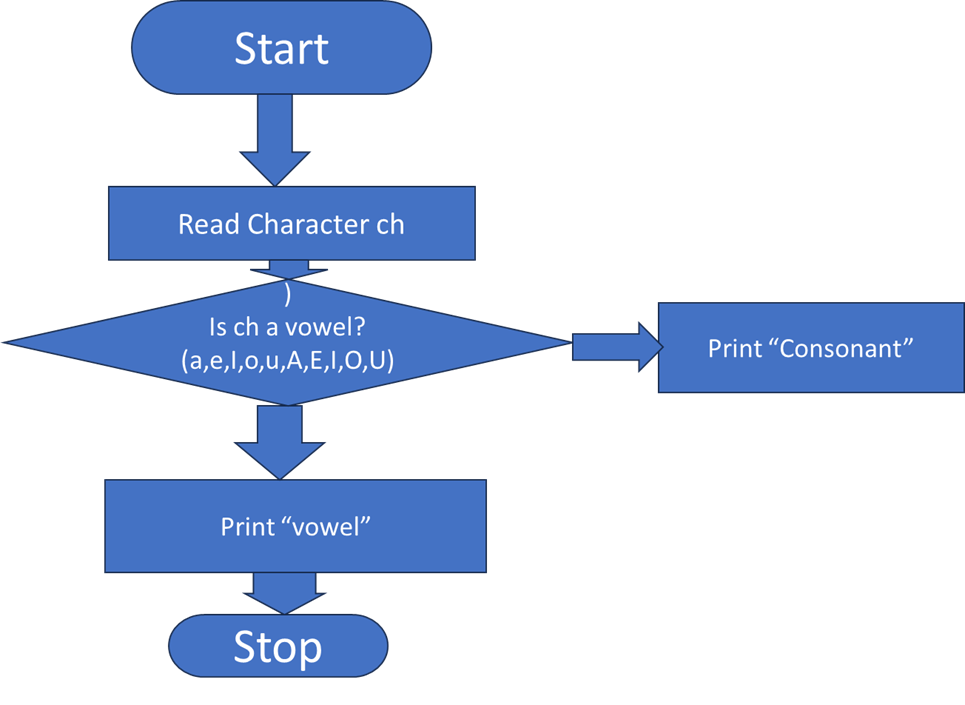 Start
Read Character ch
)
Is ch a vowel?
(a,e,I,o,u,A,E,I,O,U)
Print “Consonant”
Print “vowel”
Stop